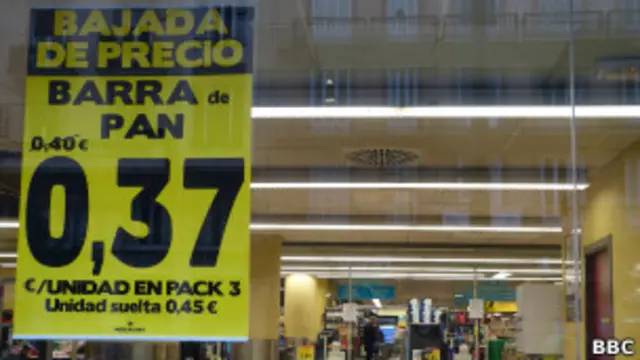 BAJADA
DE PRECIO
BARRA de
PAN
0,40 €
0,37
€/UNIDAD EN PACK 3
Unidad suelta 0,45 €
BBC